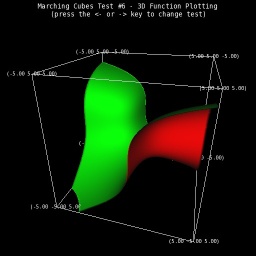 Marching Cubes Test #6 - 3D Function Plotting
(press the <- or -> key to change test)
(-5.00 5.00 -5.00)
(5.00 5.00 -5.00)
(-5.00 5.00 5.00)
(5.00 5.00 5.00)
(-
-5.00)
(-5.00 -5.00 5.00)
(5.00 -5.00 5.00)